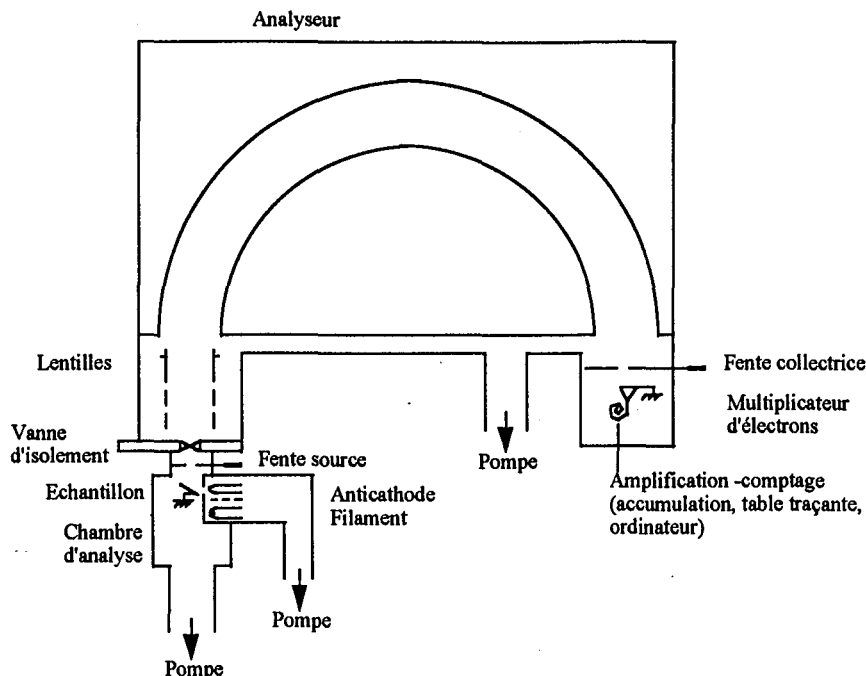 Analyseur
Lentilles
Fente collectrice
Multiplicateur
d'électrons
Vanne
d'isolement
Fente source
Pompe
Amplification -comptage
(accumulation, table traçante,
ordinateur)
Echantillon
Anticathode
Filament
Chambre
d'analyse
Pompe
Pompe